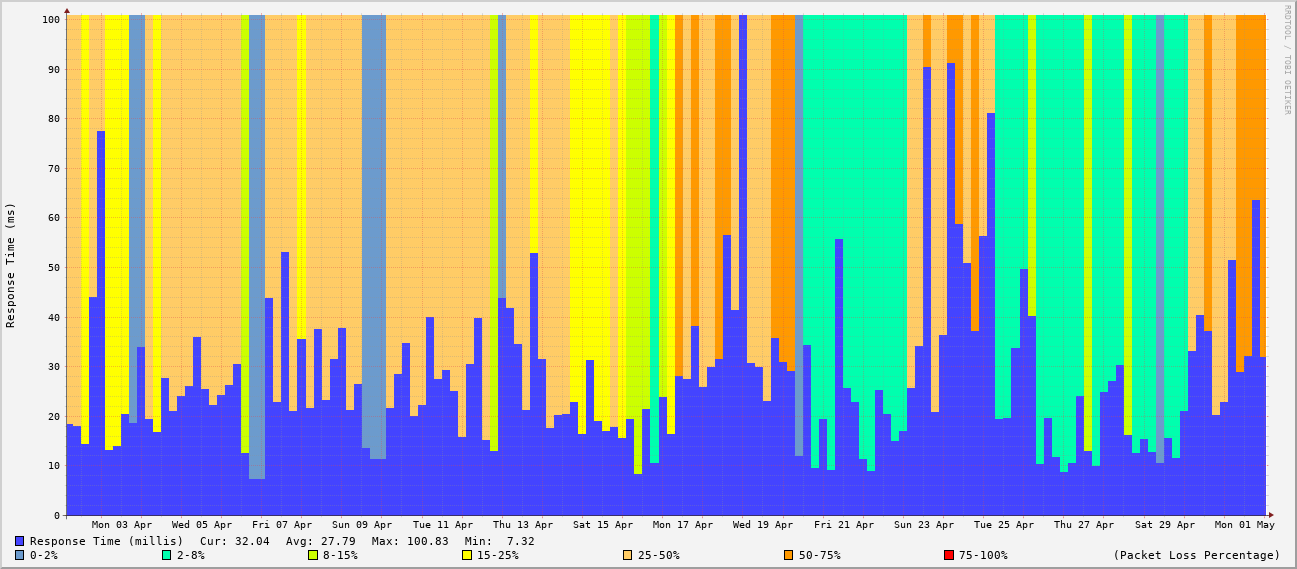 RRDTOOL / TOBI OETIKER
Response Time (ms)
100
90
80
70
60
50
40
30
20
10
0
Mon 03 Apr Wed 05 Apr Fri 07 Apr Sun 09 Apr Tue 11 Apr Thu 13 Apr Sat 15 Apr Mon 17 Apr Wed 19 Apr Fri 21 Apr Sun 23 Apr Tue 25 Apr Thu 27 Apr Sat 29 Apr Mon 01 May
Response Time (millis) Cur: 32.04 Avg: 27.79 Max: 100.83 Min: 7.32
0-2% 2-8% 8-15% 15-25% 25-50% 50-75% 75-100% (Packet Loss Percentage)